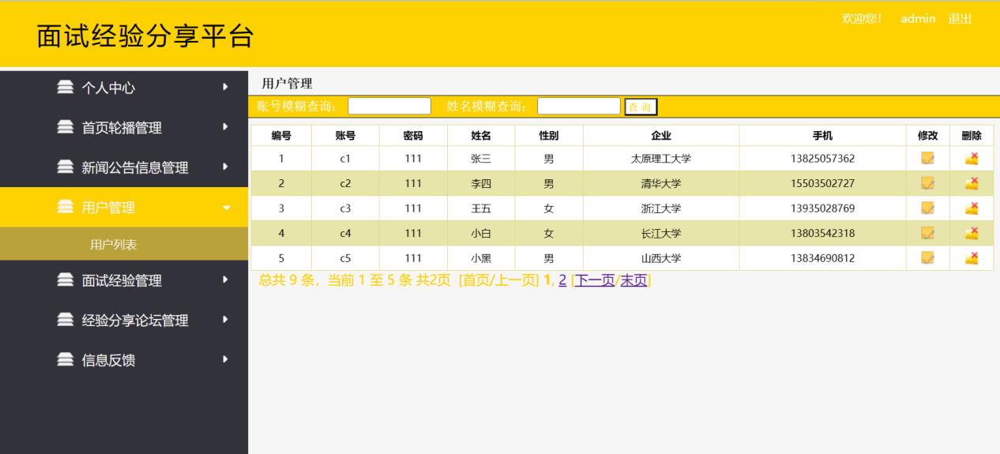 欢迎您! admin 退出
面试经验分享平台
个人中心
首页轮播管理
新闻公告信息管理
用户管理
用户列表
面试经验管理
经验分享论坛管理
信息反馈
用户管理
账号模糊查询: 姓名模糊查询: 查 询
编号 账号 密码 姓名 性别 企业 手机 修改 删除
1 c1 111 张三 男 太原理工大学 13825057362
2 c2 111 李四 男 清华大学 15503502727
3 c3 111 王五 女 浙江大学 13935028769
4 c4 111 小白 女 长江大学 13803542318
5 c5 111 小黑 男 山西大学 13834690812
总共 9 条, 当前 1 至 5 条 共2页 [首页/上一页] 1, 2 [下一页/末页]